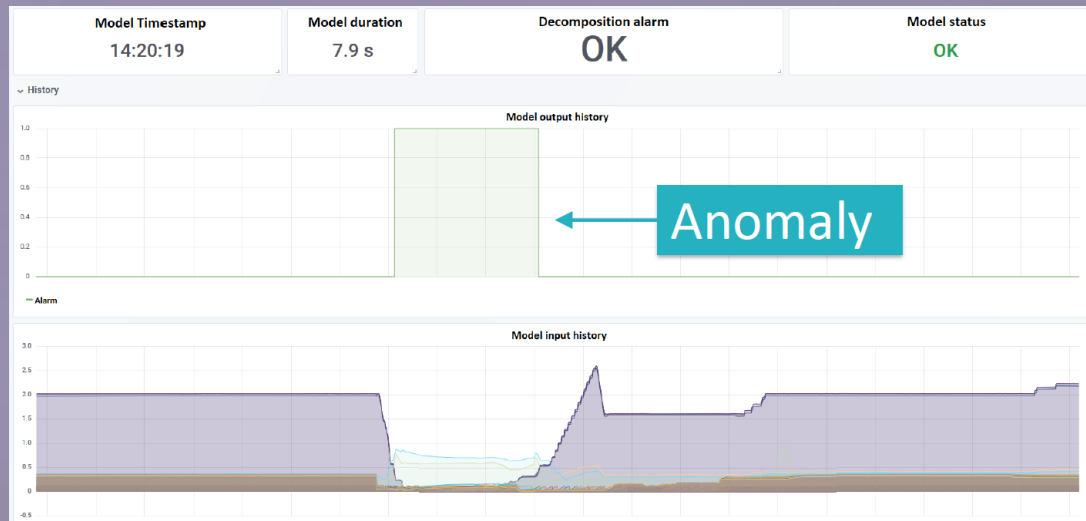 Model Timestamp
14:20:19
Model duration
7.9 s
Decomposition alarm
OK
Model status
OK
History
Model output history
1.0
0.8
0.6
0.4
0.2
0
Anomaly
Alarm
Model input history
3.0
2.5
2.0
1.5
1.0
0.5
0
-0.5